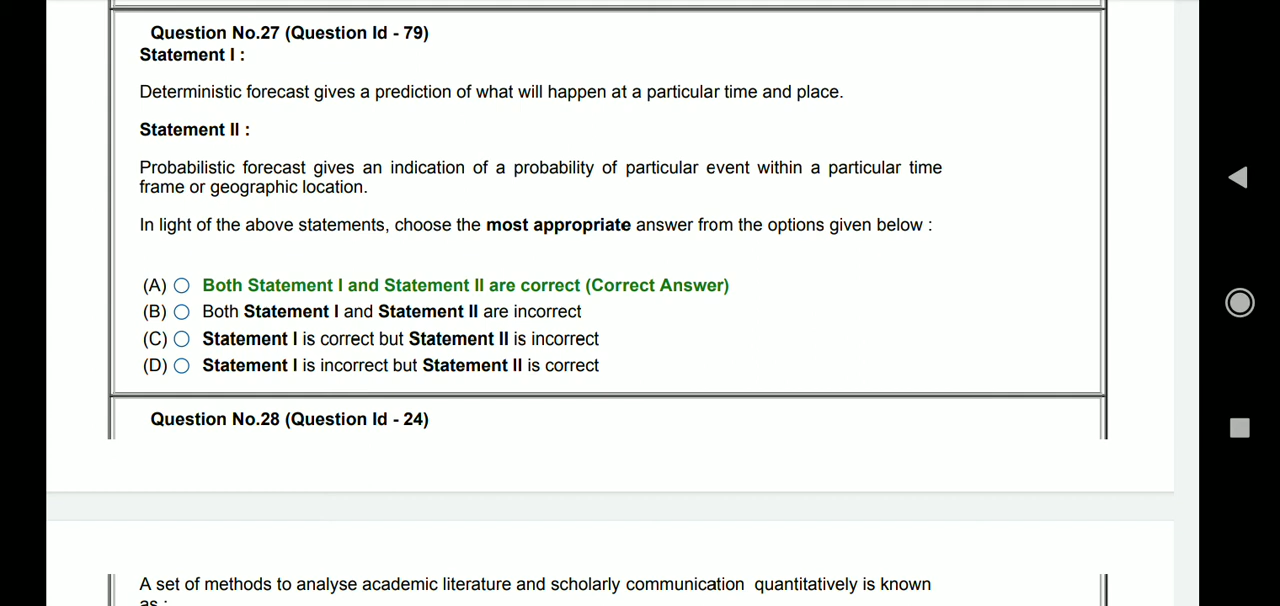 Question No.27 (Question Id - 79)
Statement I :
Deterministic forecast gives a prediction of what will happen at a particular time and place.
Statement II :
Probabilistic forecast gives an indication of a probability of particular event within a particular time
frame or geographic location.
In light of the above statements, choose the most appropriate answer from the options given below :
(A) Both Statement I and Statement II are correct (Correct Answer)
(B) Both Statement I and Statement II are incorrect
(C) Statement I is correct but Statement II is incorrect
(D) Statement I is incorrect but Statement II is correct
Question No.28 (Question Id - 24)
A set of methods to analyse academic literature and scholarly communication quantitatively is known
as :